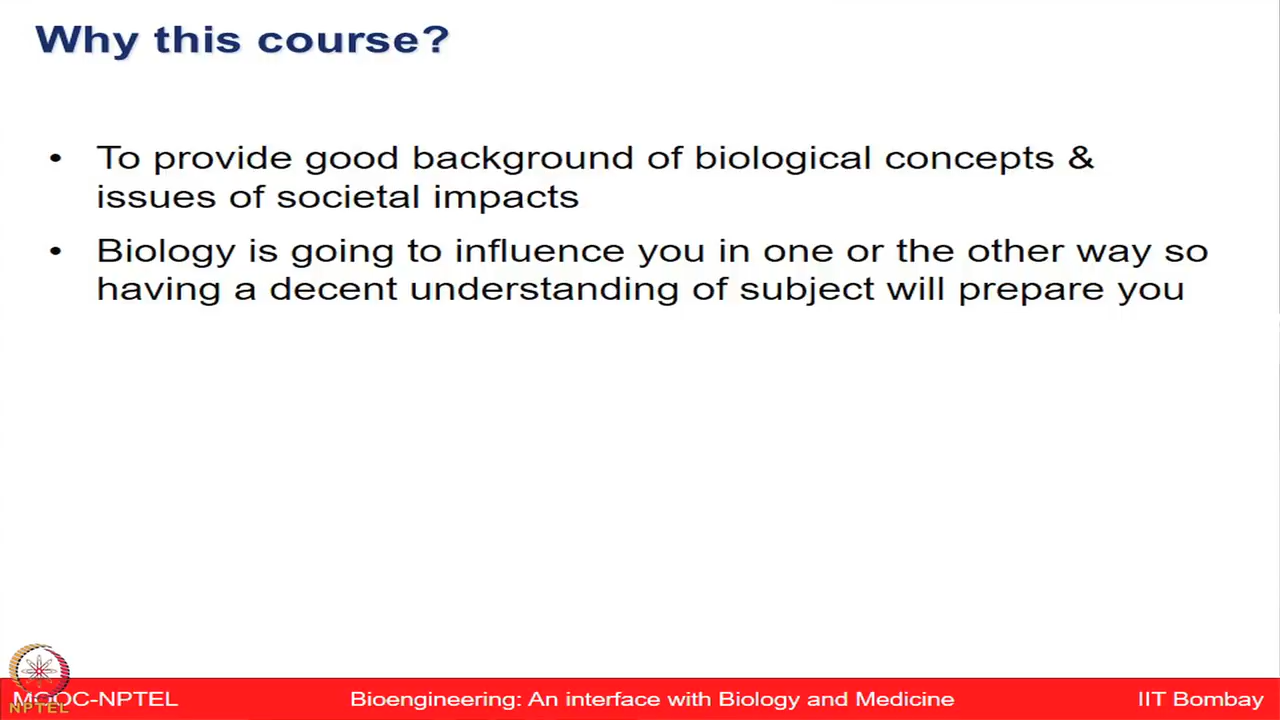 Why this course?
• To provide good background of biological concepts &
issues of societal impacts
• Biology is going to influence you in one or the other way so
having a decent understanding of subject will prepare you
MOOC-NPTEL Bioengineering: An interface with Biology and Medicine IIT Bombay
NPTEL